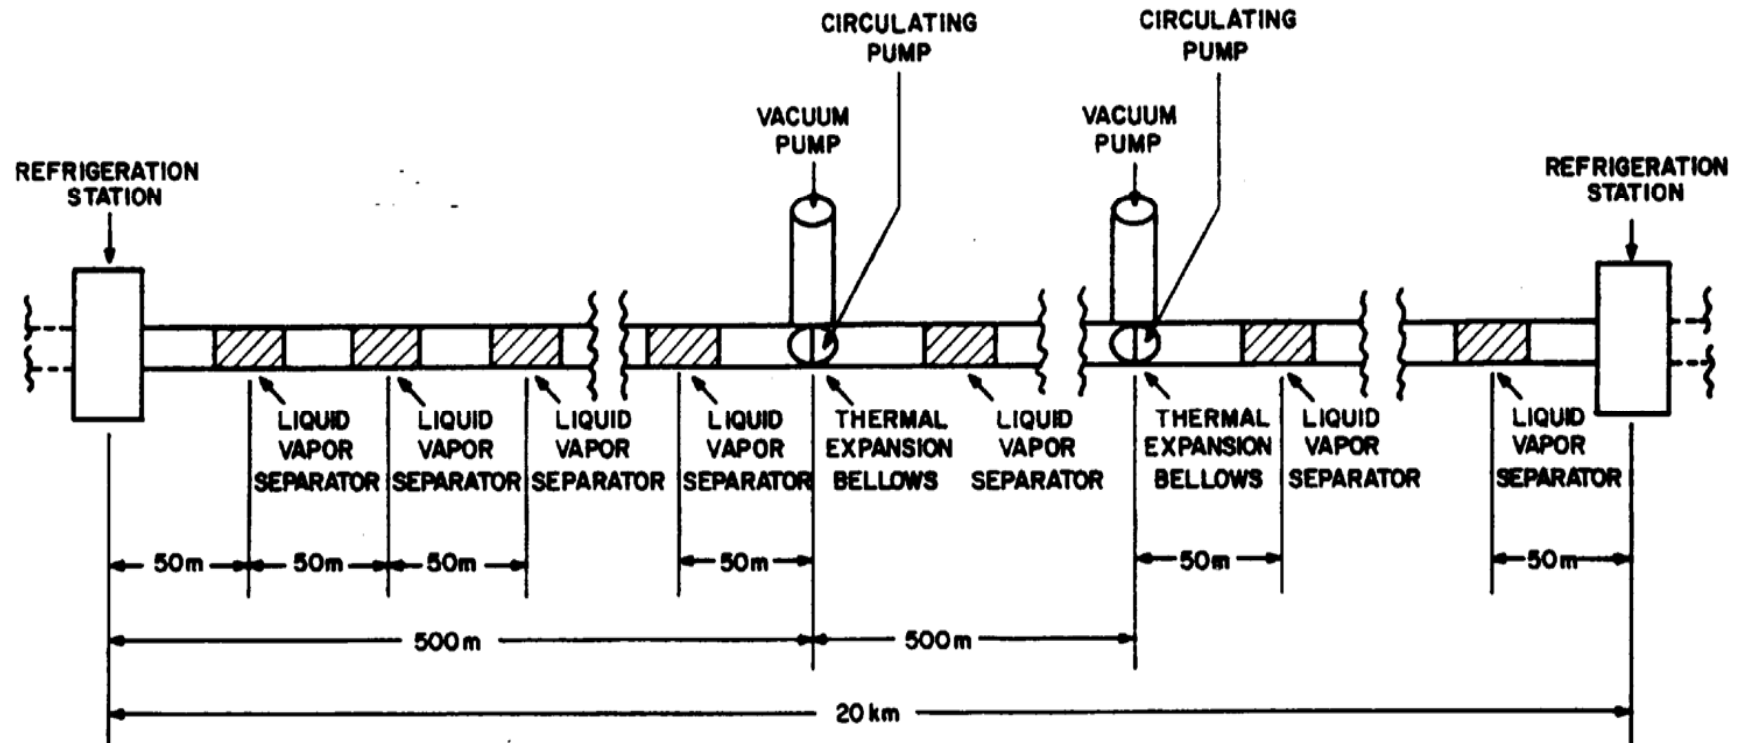 CIRCULATING
PUMP
CIRCULATING
PUMP
VACUUM
PUMP
VACUUM
PUMP
REFRIGERATION
STATION
REFRIGERATION
STATION
LIQUID
VAPOR
SEPARATOR
LIQUID
VAPOR
SEPARATOR
LIQUID
VAPOR
SEPARATOR
LIQUID
VAPOR
SEPARATOR
THERMAL
EXPANSION
BELLOWS
LIQUID
VAPOR
SEPARATOR
THERMAL
EXPANSION
BELLOWS
LIQUID
VAPOR
SEPARATOR
LIQUID
VAPOR
SEPARATOR
50m
50m
50m
50m
50m
50m
500m
500m
20 km